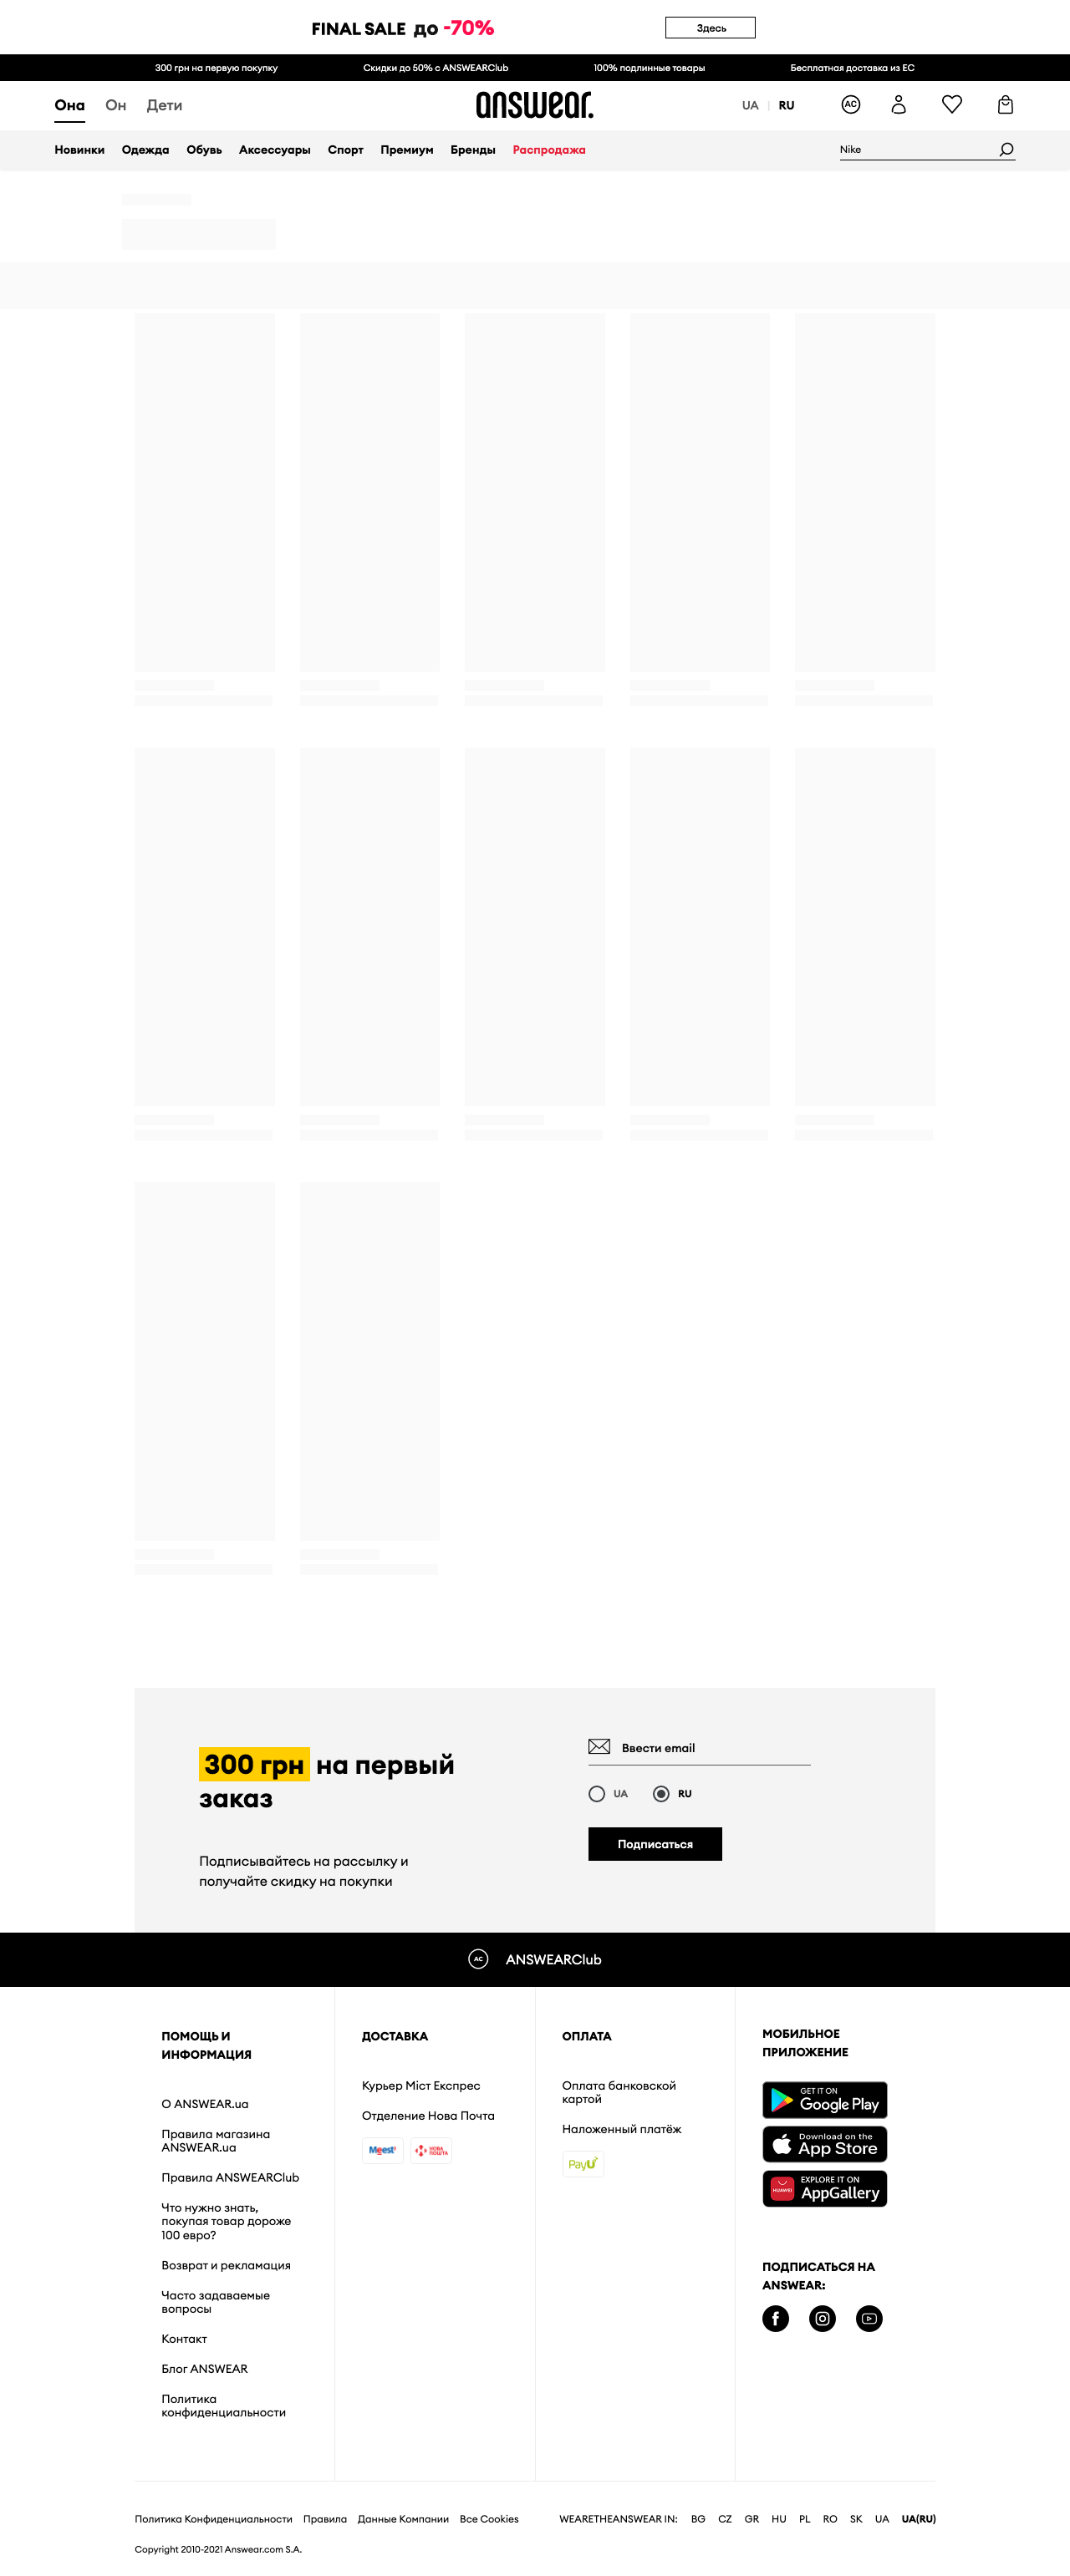 FINAL SALE до -70%
Здесь
300 грн на первую покупку
Скидки до 50% с ANSWEARClub
100% подлинные товары
Бесплатная доставка из ЕС
Она Он Дети
answear.
UA | RU
AC
Новинки Одежда Обувь Аксессуары Спорт Премиум Бренды Распродажа
Nike
300 грн на первый
заказ
Подписывайтесь на рассылку и
получайте скидку на покупки
Ввести email
UA RU
Подписаться
AC ANSWEARClub
ПОМОЩЬ И
ИНФОРМАЦИЯ
О ANSWEAR.ua
Правила магазина
ANSWEAR.ua
Правила ANSWEARClub
Что нужно знать,
покупая товар дороже
100 евро?
Возврат и рекламация
Часто задаваемые
вопросы
Контакт
Блог ANSWEAR
Политика
конфиденциальности
ДОСТАВКА
Курьер Міст Експрес
Отделение Нова Почта
Meest
НОВА
ПОШТА
ОПЛАТА
Оплата банковской
картой
Наложенный платёж
PayU
МОБИЛЬНОЕ
ПРИЛОЖЕНИЕ
GET IT ON
Google Play
Download on the
App Store
HUAWEI
EXPLORE IT ON
AppGallery
ПОДПИСАТЬСЯ НА
ANSWEAR:
Политика Конфиденциальности Правила Данные Компании Все Cookies
WEARETHEANSWEAR IN: BG CZ GR HU PL RO SK UA UA(RU)
Copyright 2010-2021 Answear.com S.A.